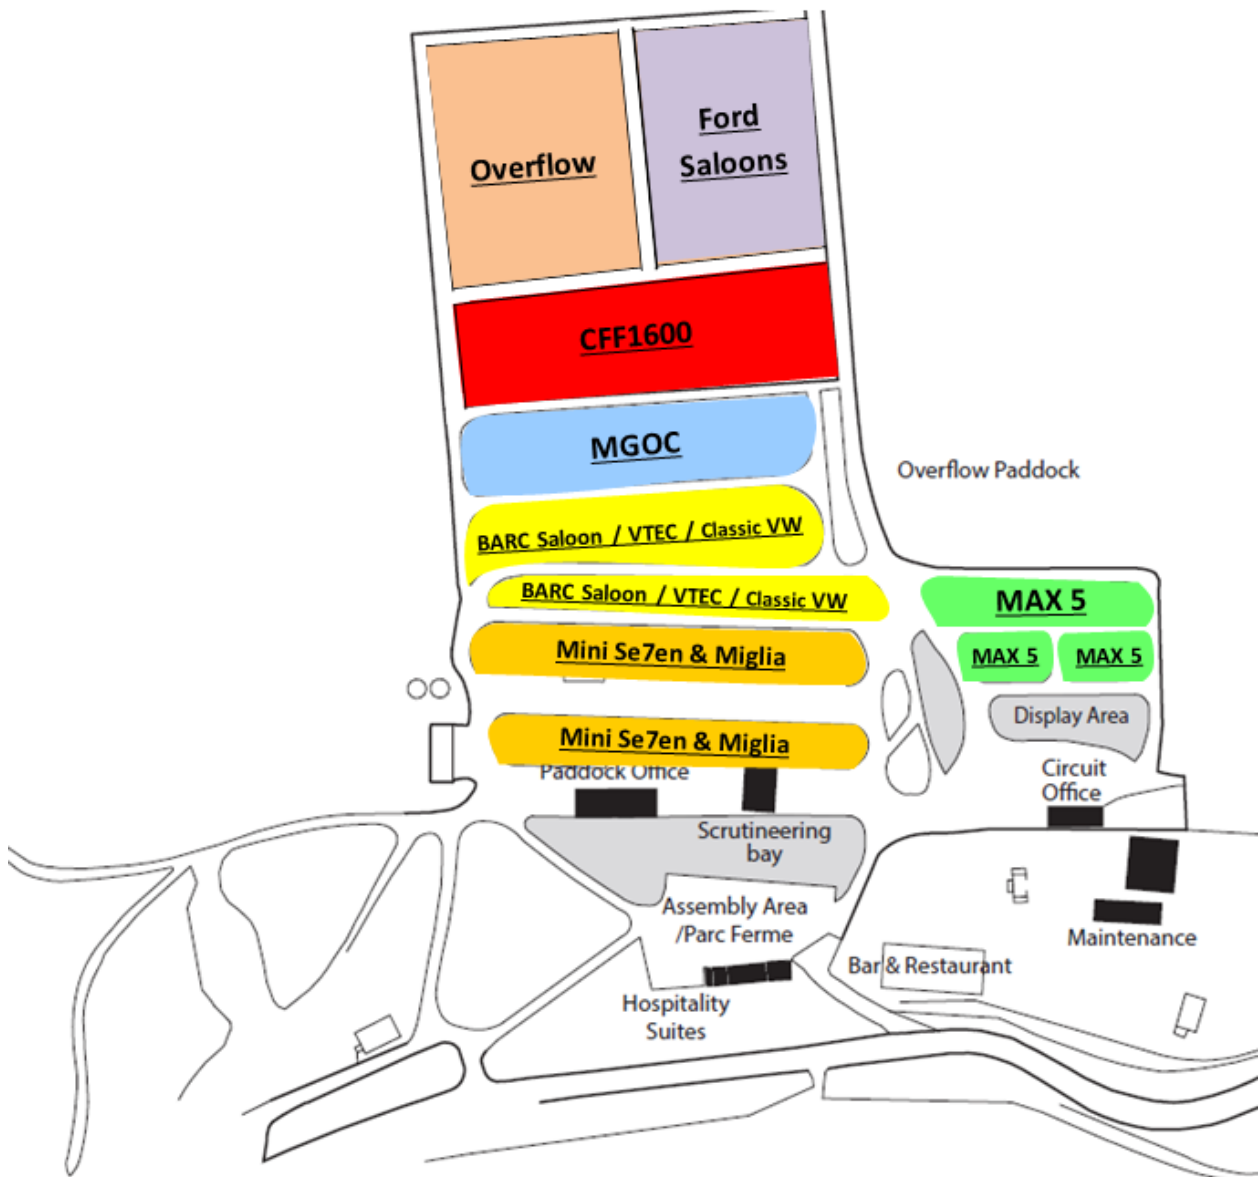 Overflow
Ford
Saloons
CFF1600
MGOC
Overflow Paddock
BARC Saloon / VTEC / Classic VW
BARC Saloon / VTEC / Classic VW
MAX 5
Mini Se7en & Miglia
MAX 5
MAX 5
Display Area
Mini Se7en & Miglia
Paddock Office
Circuit
Office
Scrutineering
bay
Assembly Area
/Parc Ferme
Maintenance
Bar & Restaurant
Hospitality
Suites